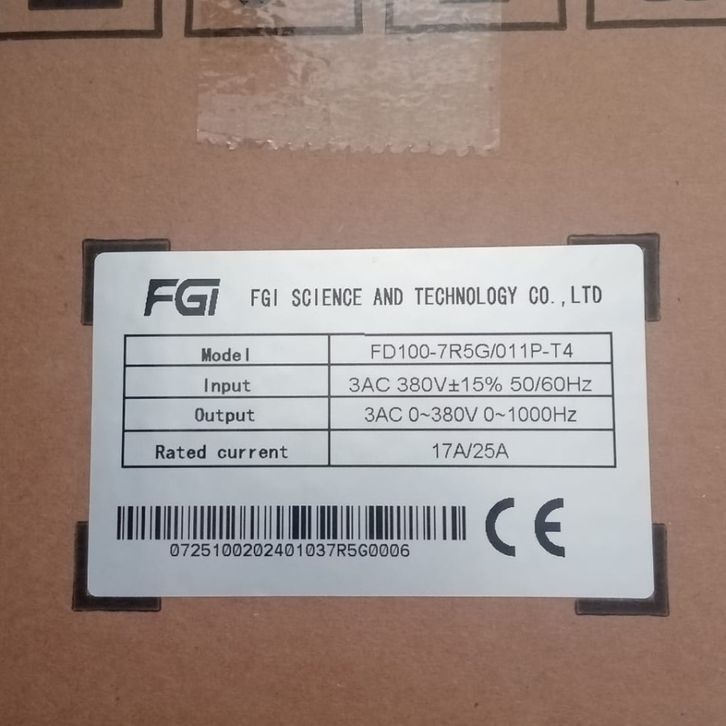 FGI FGI SCIENCE AND TECHNOLOGY CO.,LTD
Model FD100-7R5G/011P-T4
Input 3AC 380V±15% 50/60Hz
Output 3AC 0~380V 0~1000Hz
Rated current 17A/25A
0725100202401037R5G0006 CE